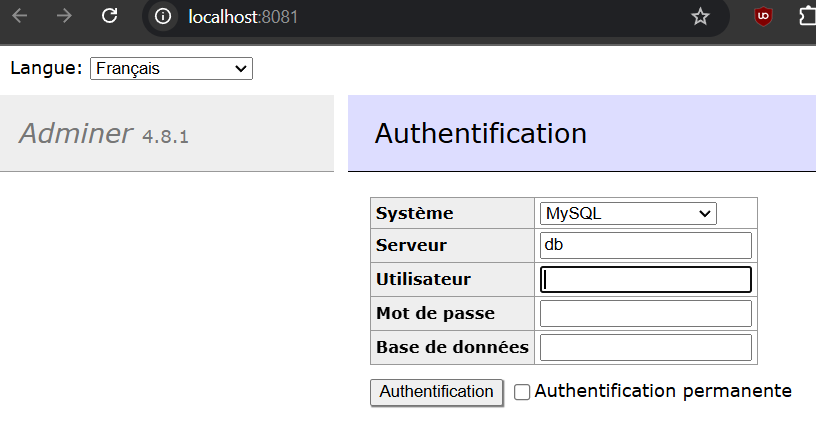 localhost:8081
Langue: Français
Adminer 4.8.1
Authentification
Système MySQL
Serveur db
Utilisateur
Mot de passe
Base de données
Authentification Authentification permanente